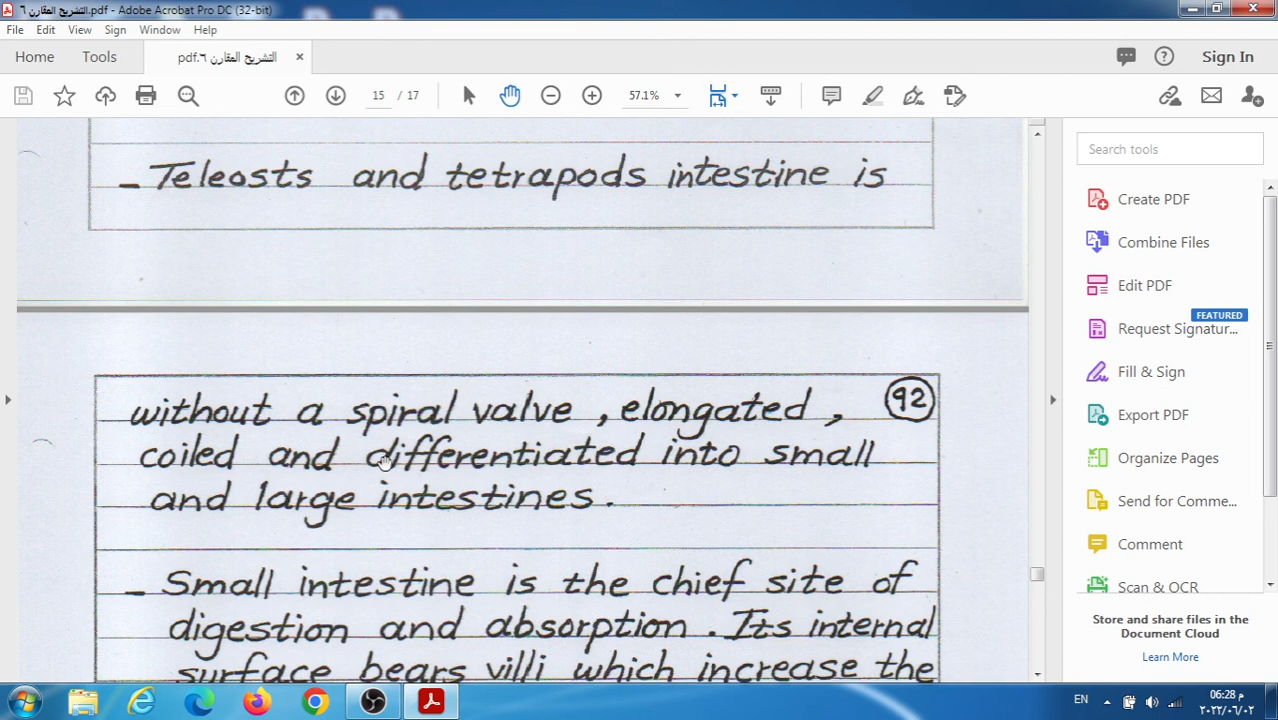 التشريح المقارن ٦.pdf - Adobe Acrobat Pro DC (32-bit)
File Edit View Sign Window Help
Home Tools التشريح المقارن ٦.pdf × Sign In
15 / 17 57.1%
- Teleosts and tetrapods intestine is
without a spiral valve, elongated, 92
coiled and differentiated into small
and large intestines.
- Small intestine is the chief site of
digestion and absorption. Its internal
surface bears villi which increase the
Search tools
Create PDF
Combine Files
Edit PDF
FEATURED
Request Signatur...
Fill & Sign
Export PDF
Organize Pages
Send for Comme...
Comment
Scan & OCR
Store and share files in the
Document Cloud
Learn More
EN
06:28 م
٢٠٢٢/٠٦/٠٢